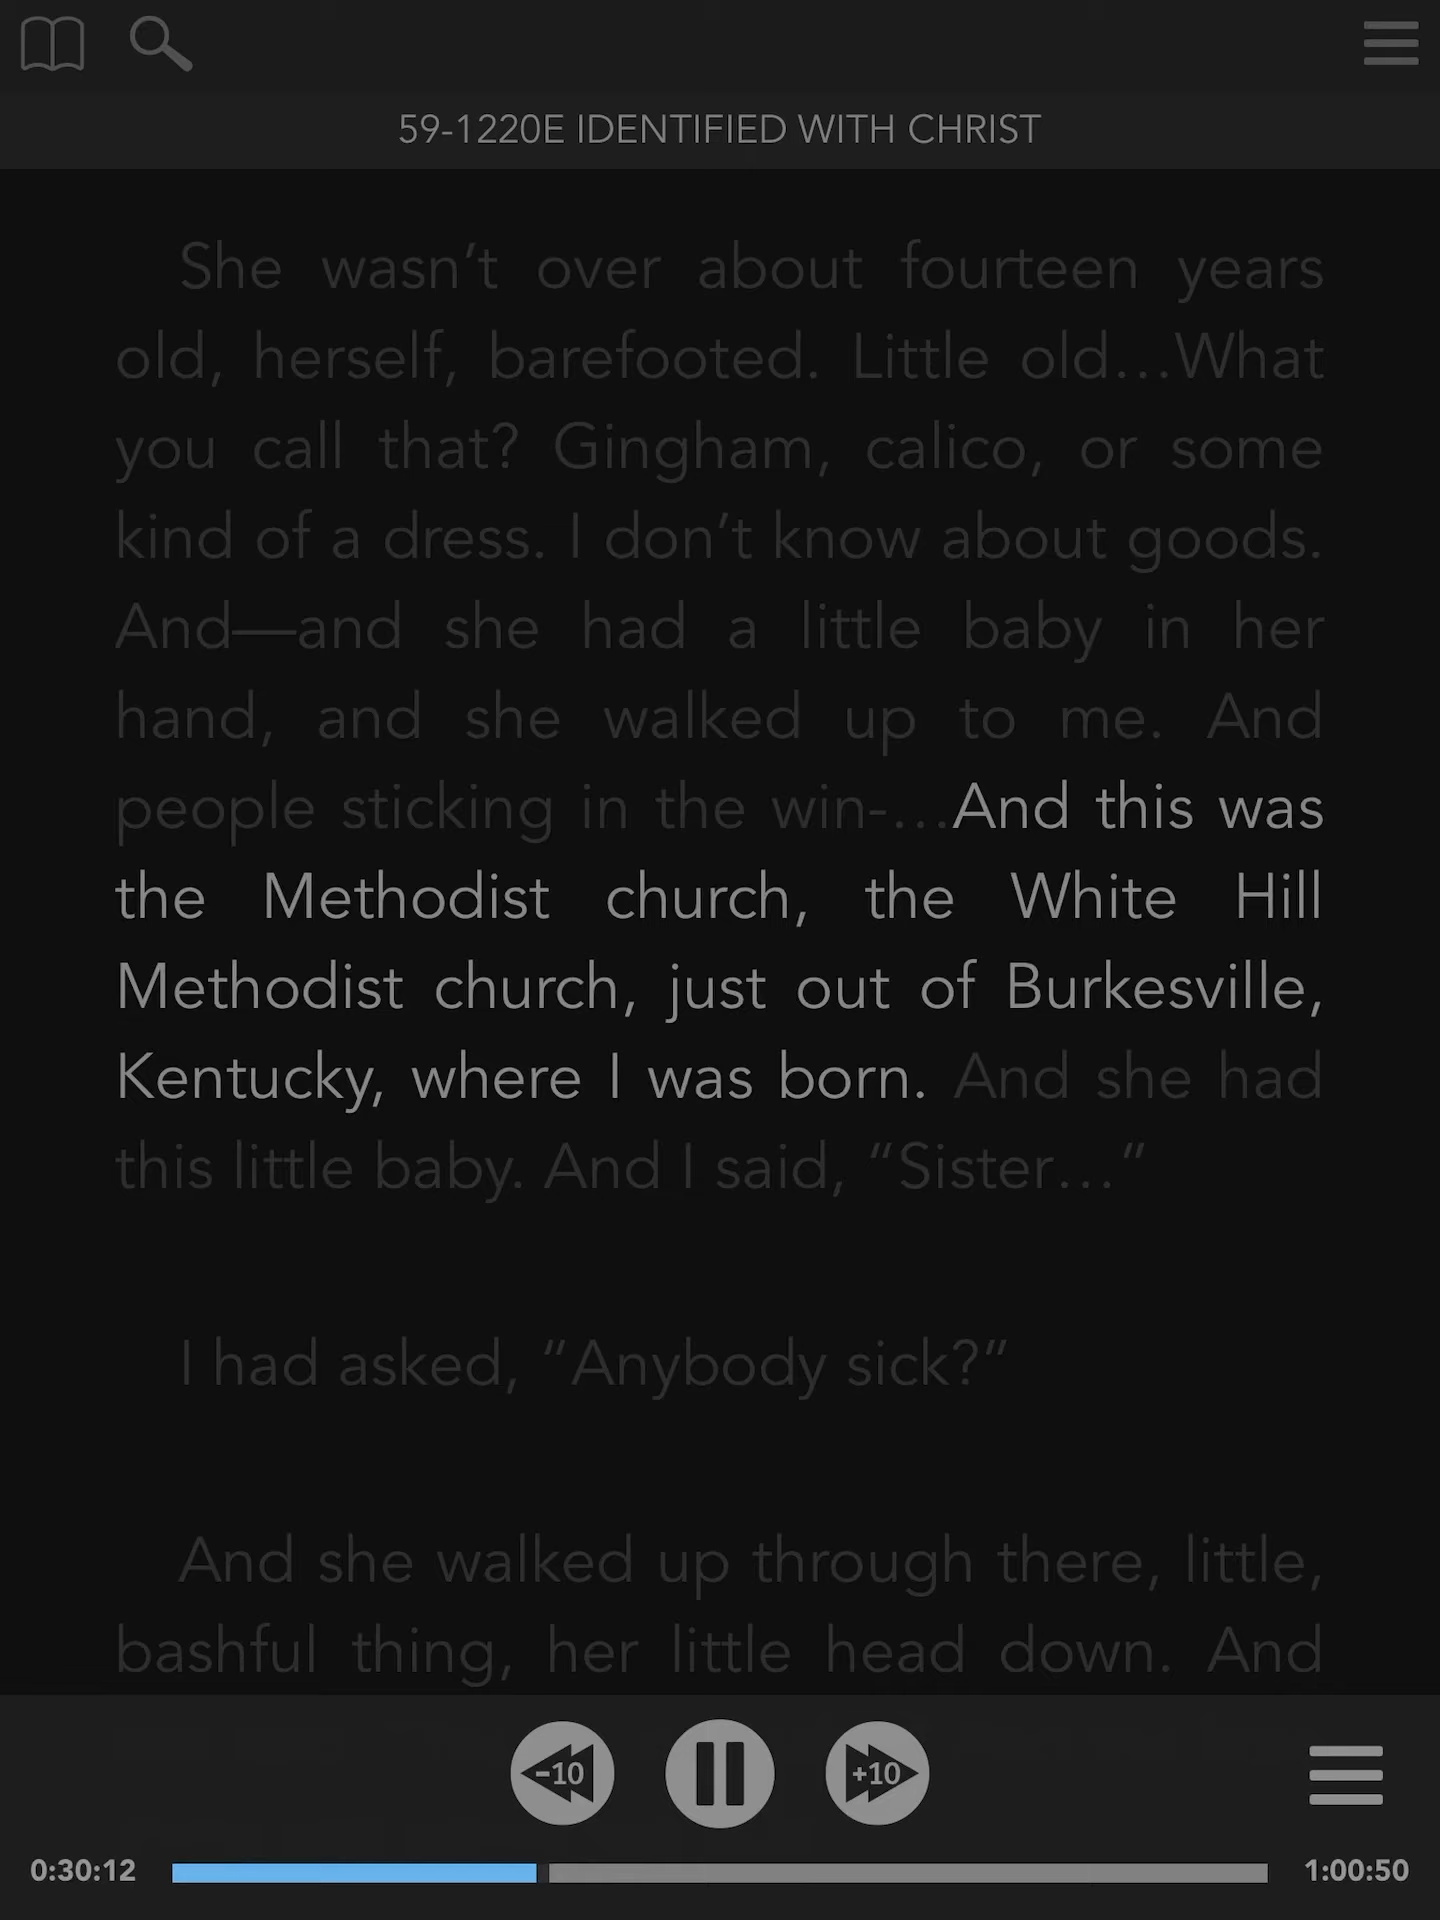 59-1220E IDENTIFIED WITH CHRIST
She wasn’t over about fourteen years
old, herself, barefooted. Little old…What
you call that? Gingham, calico, or some
kind of a dress. I don’t know about goods.
And—and she had a little baby in her
hand, and she walked up to me. And
people sticking in the win-…And this was
the Methodist church, the White Hill
Methodist church, just out of Burkesville,
Kentucky, where I was born. And she had
this little baby. And I said, “Sister…”
I had asked, “Anybody sick?”
And she walked up through there, little,
bashful thing, her little head down. And
-10 +10
0:30:12 1:00:50